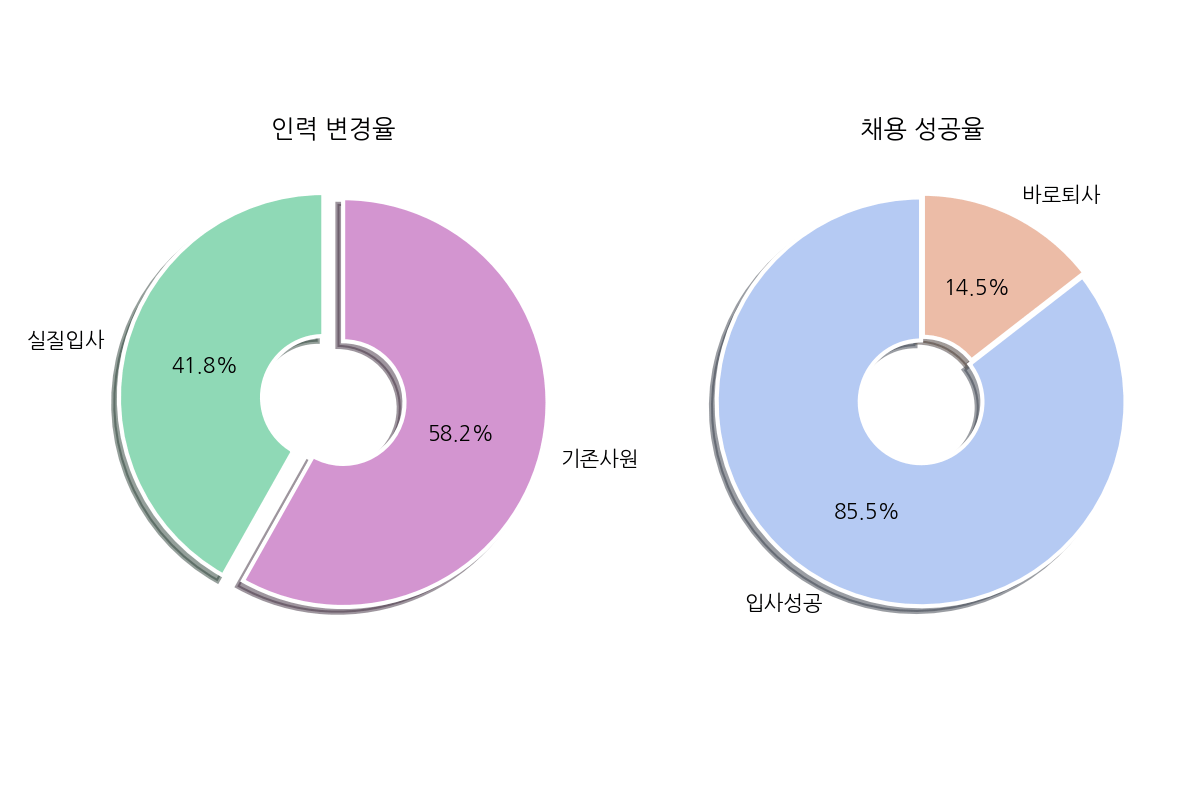 인력 변경율
실질입사
41.8%
58.2%
기존사원
채용 성공율
바로퇴사
14.5%
85.5%
입사성공